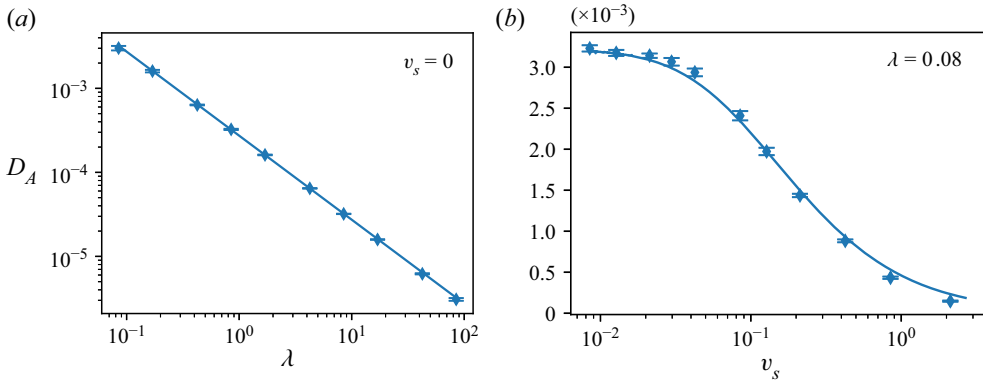 (a)
v_s = 0
10⁻³
10⁻⁴
10⁻⁵
D_A
10⁻¹ 10⁰ 10¹ 10²
λ
(b)
(×10⁻³)
λ = 0.08
3.0
2.5
2.0
1.5
1.0
0.5
0
10⁻² 10⁻¹ 10⁰
v_s